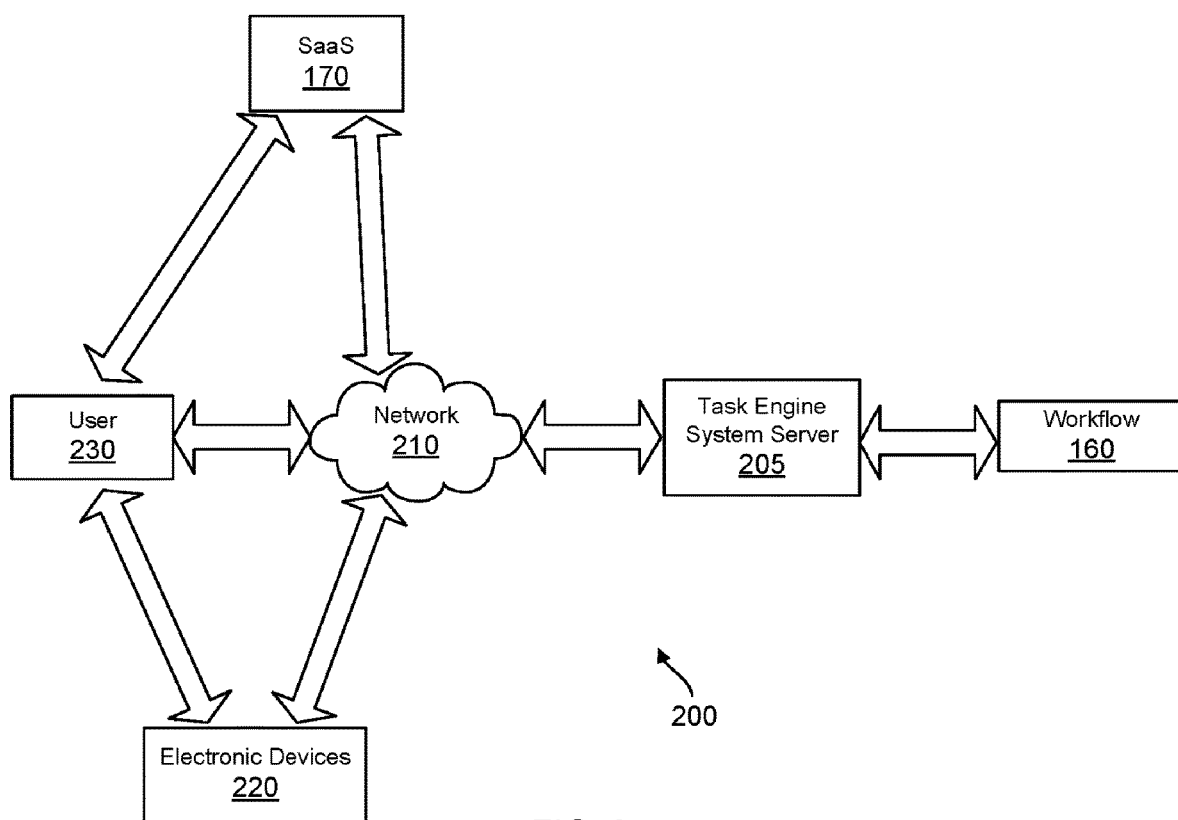 SaaS
170
User
230
Network
210
Task Engine
System Server
205
Workflow
160
200
Electronic Devices
220